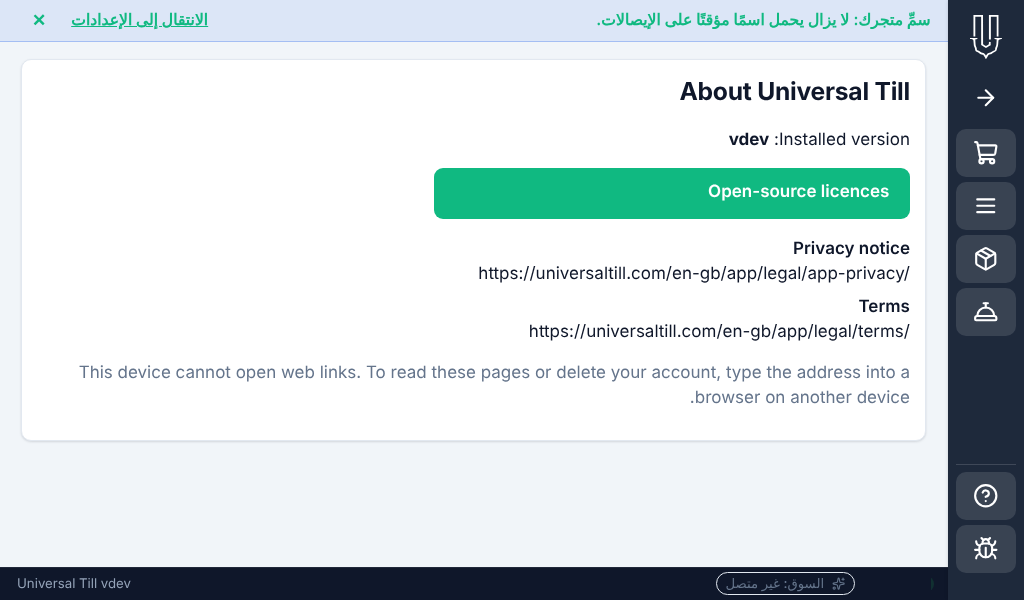 سمِّ متجرك: لا يزال يحمل اسمًا مؤقتًا على الإيصالات.
الانتقال إلى الإعدادات ×
About Universal Till
Installed version: vdev
Open-source licences
Privacy notice
https://universaltill.com/en-gb/app/legal/app-privacy/
Terms
https://universaltill.com/en-gb/app/legal/terms/
This device cannot open web links. To read these pages or delete your account, type the address into a
browser on another device.
السوق: غير متصل
Universal Till vdev